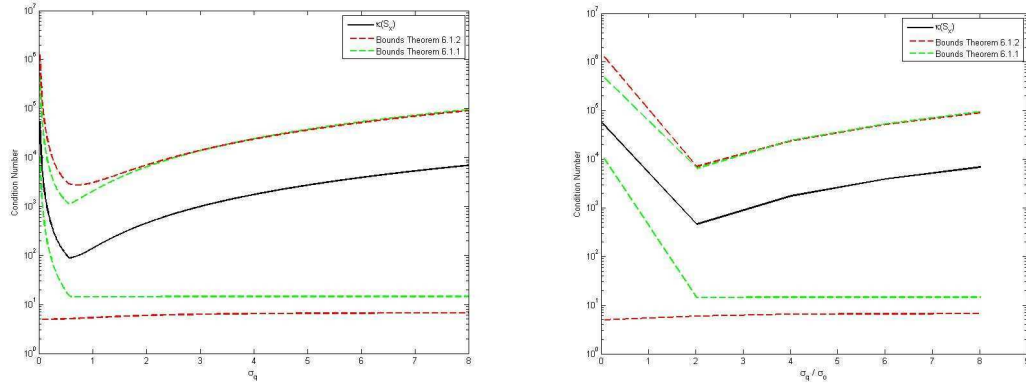 10^7
10^6
10^5
10^4
10^3
10^2
10^1
10^0
Condition Number
0 1 2 3 4 5 6 7 8
σ_q
κ(S_x)
Bounds Theorem 6.1.2
Bounds Theorem 6.1.1
10^7
10^6
10^5
10^4
10^3
10^2
10^1
10^0
Condition Number
0 1 2 3 4 5 6 7 8 9
κ(S_x)
Bounds Theorem 6.1.2
Bounds Theorem 6.1.1